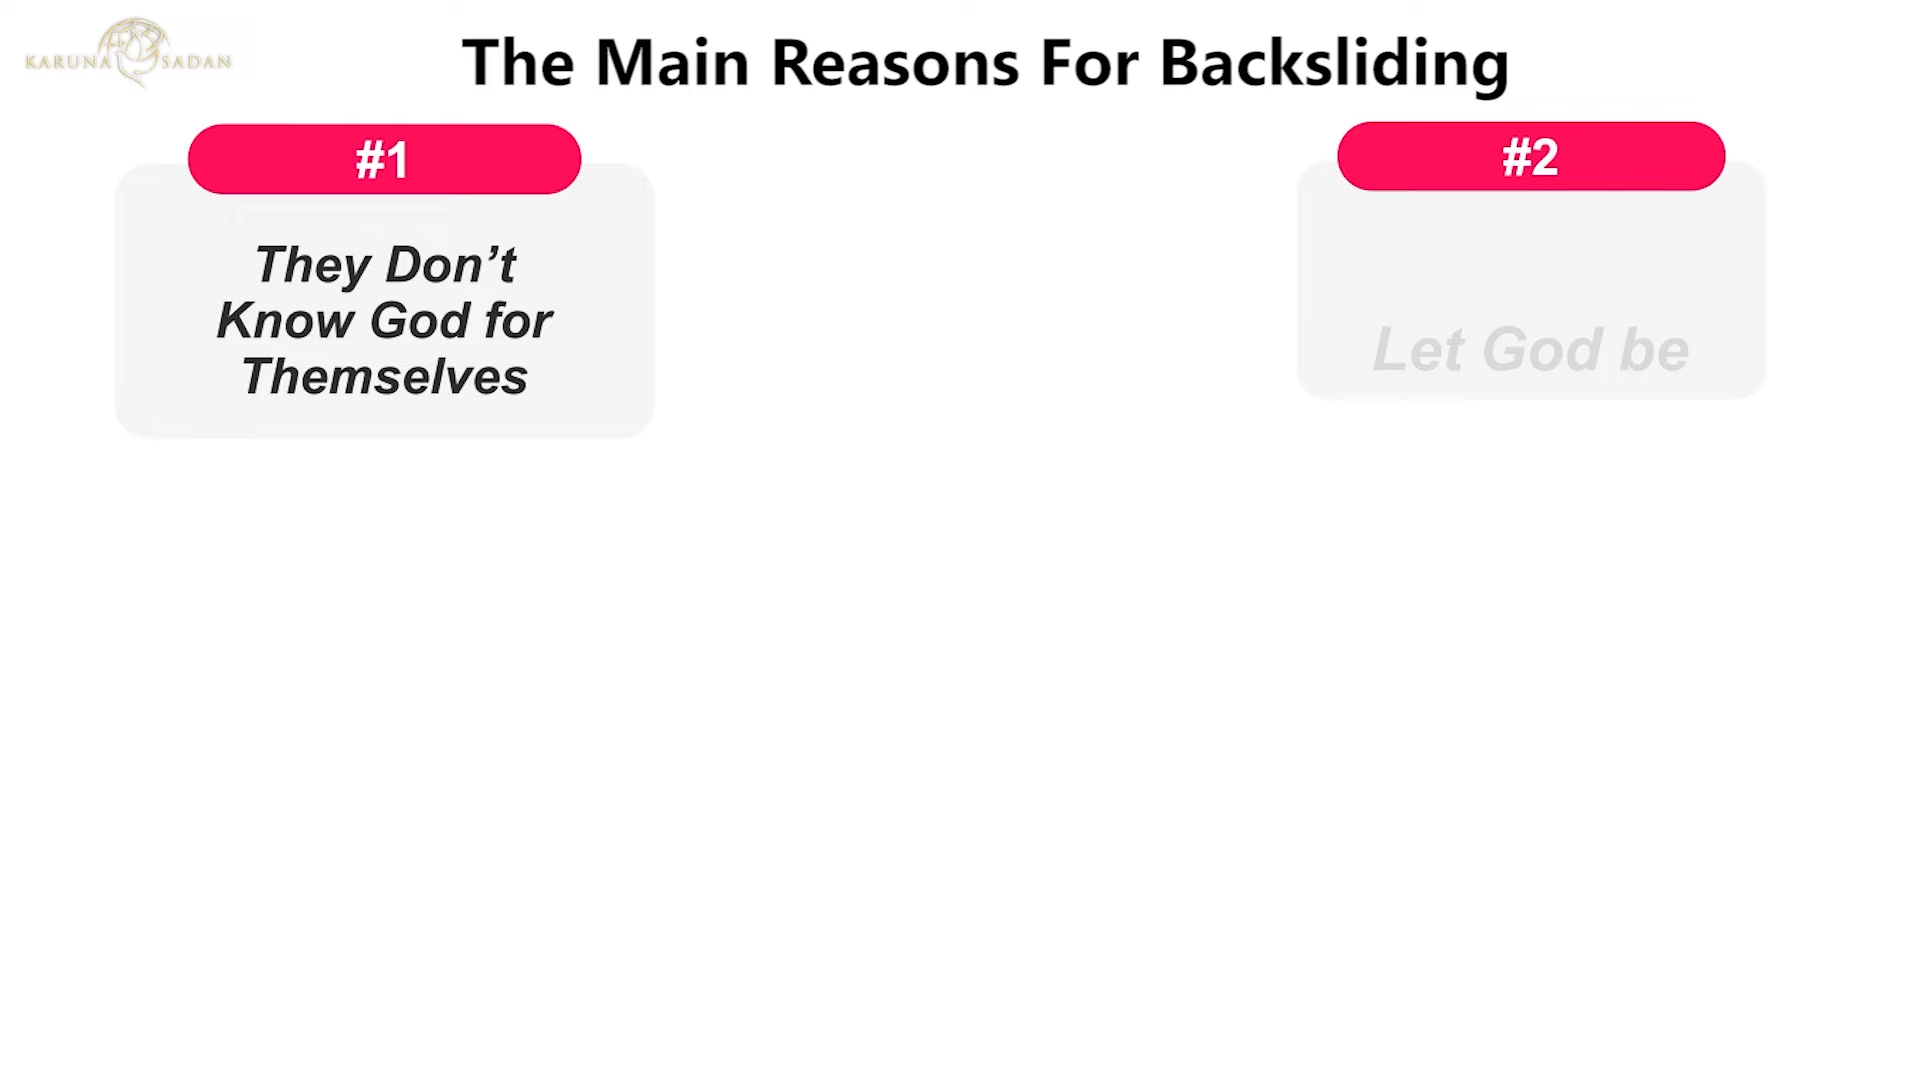 KARUNA SADAN
The Main Reasons For Backsliding
#1
They Don’t
Know God for
Themselves
#2
Let God be